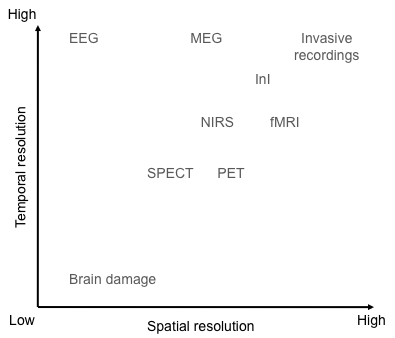 High
EEG
MEG
Invasive
recordings
InI
NIRS
fMRI
SPECT
PET
Temporal resolution
Brain damage
Low
Spatial resolution
High